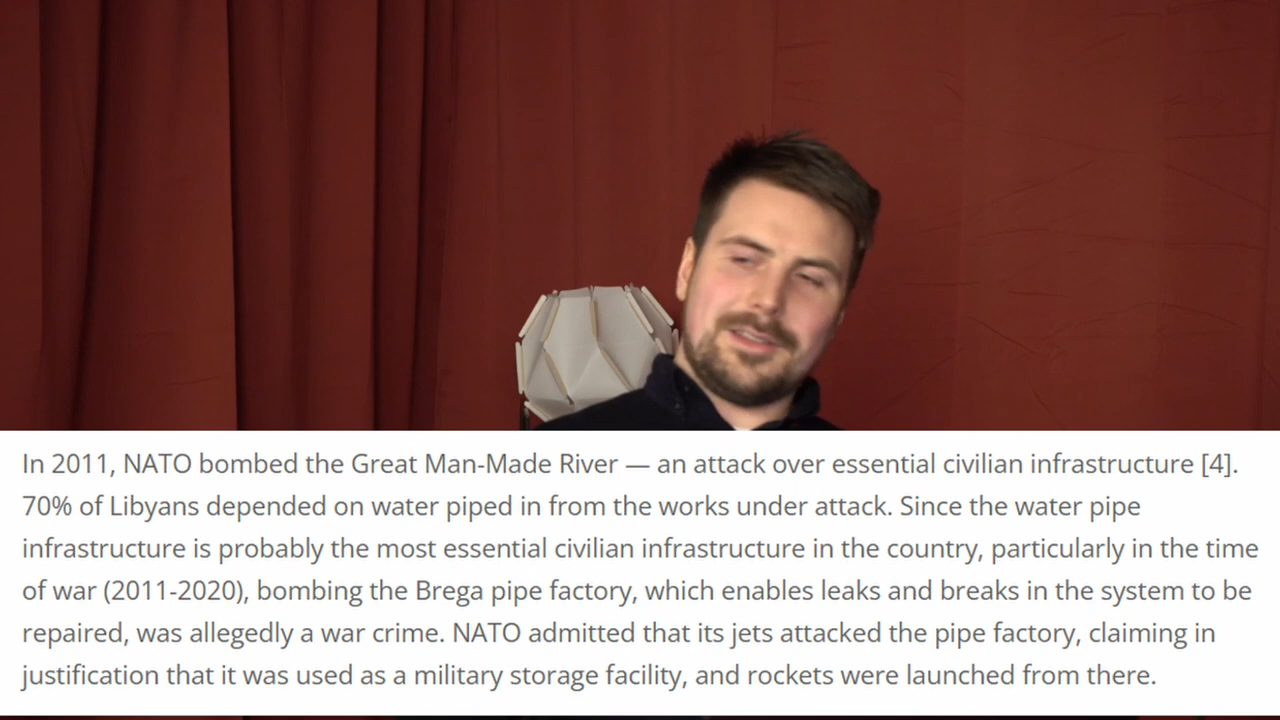 In 2011, NATO bombed the Great Man-Made River — an attack over essential civilian infrastructure [4].
70% of Libyans depended on water piped in from the works under attack. Since the water pipe
infrastructure is probably the most essential civilian infrastructure in the country, particularly in the time
of war (2011-2020), bombing the Brega pipe factory, which enables leaks and breaks in the system to be
repaired, was allegedly a war crime. NATO admitted that its jets attacked the pipe factory, claiming in
justification that it was used as a military storage facility, and rockets were launched from there.